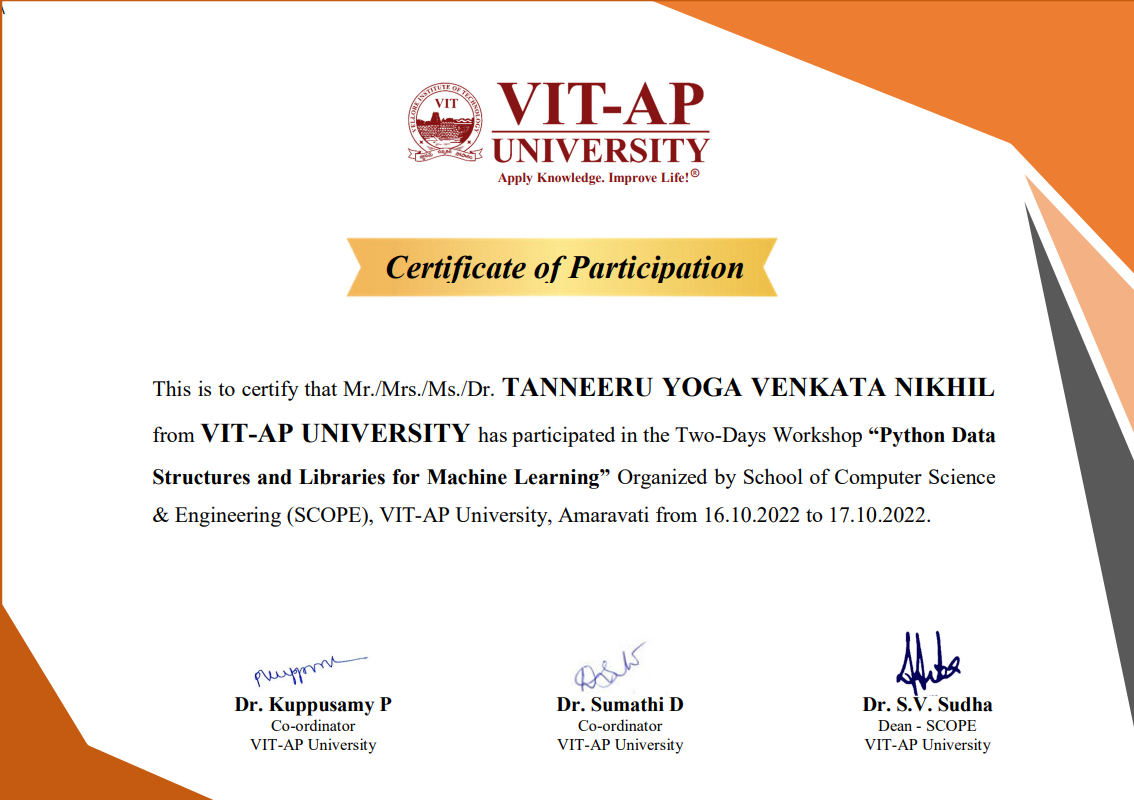 VELLORE INSTITUTE OF TECHNOLOGY
VIT
VIT-AP
UNIVERSITY
Apply Knowledge. Improve Life!®
Certificate of Participation
This is to certify that Mr./Mrs./Ms./Dr. TANNEERU YOGA VENKATA NIKHIL
from VIT-AP UNIVERSITY has participated in the Two-Days Workshop “Python Data
Structures and Libraries for Machine Learning” Organized by School of Computer Science
& Engineering (SCOPE), VIT-AP University, Amaravati from 16.10.2022 to 17.10.2022.
Dr. Kuppusamy P
Co-ordinator
VIT-AP University
Dr. Sumathi D
Co-ordinator
VIT-AP University
Dr. S.V. Sudha
Dean - SCOPE
VIT-AP University